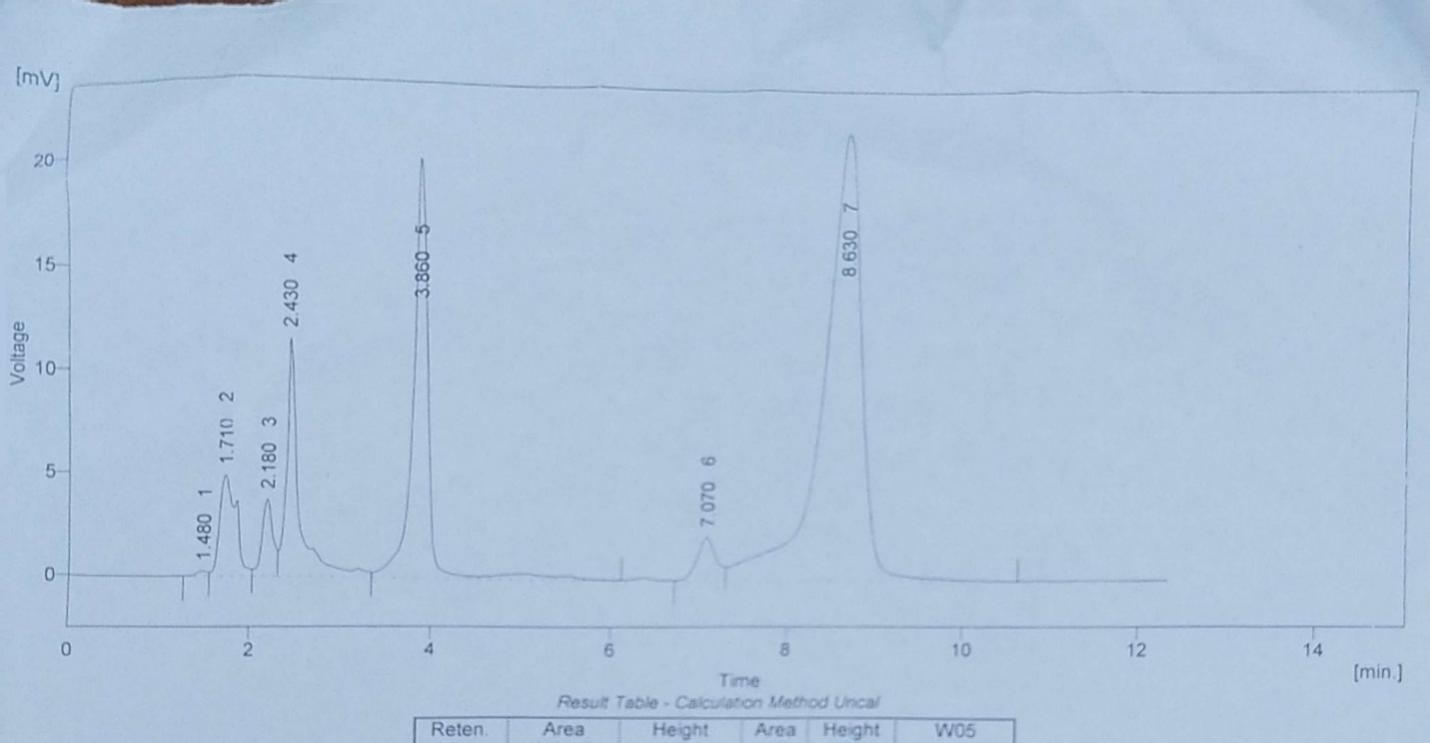 [mV]
20
15
10
5
0
Voltage
1.480 1
1.710 2
2.180 3
2.430 4
3.860 5
7.070 6
8.630 7
0 2 4 6 8 10 12 14
[min.]
Time
Result Table - Calculation Method Uncal
Reten. Area Height Area Height W05